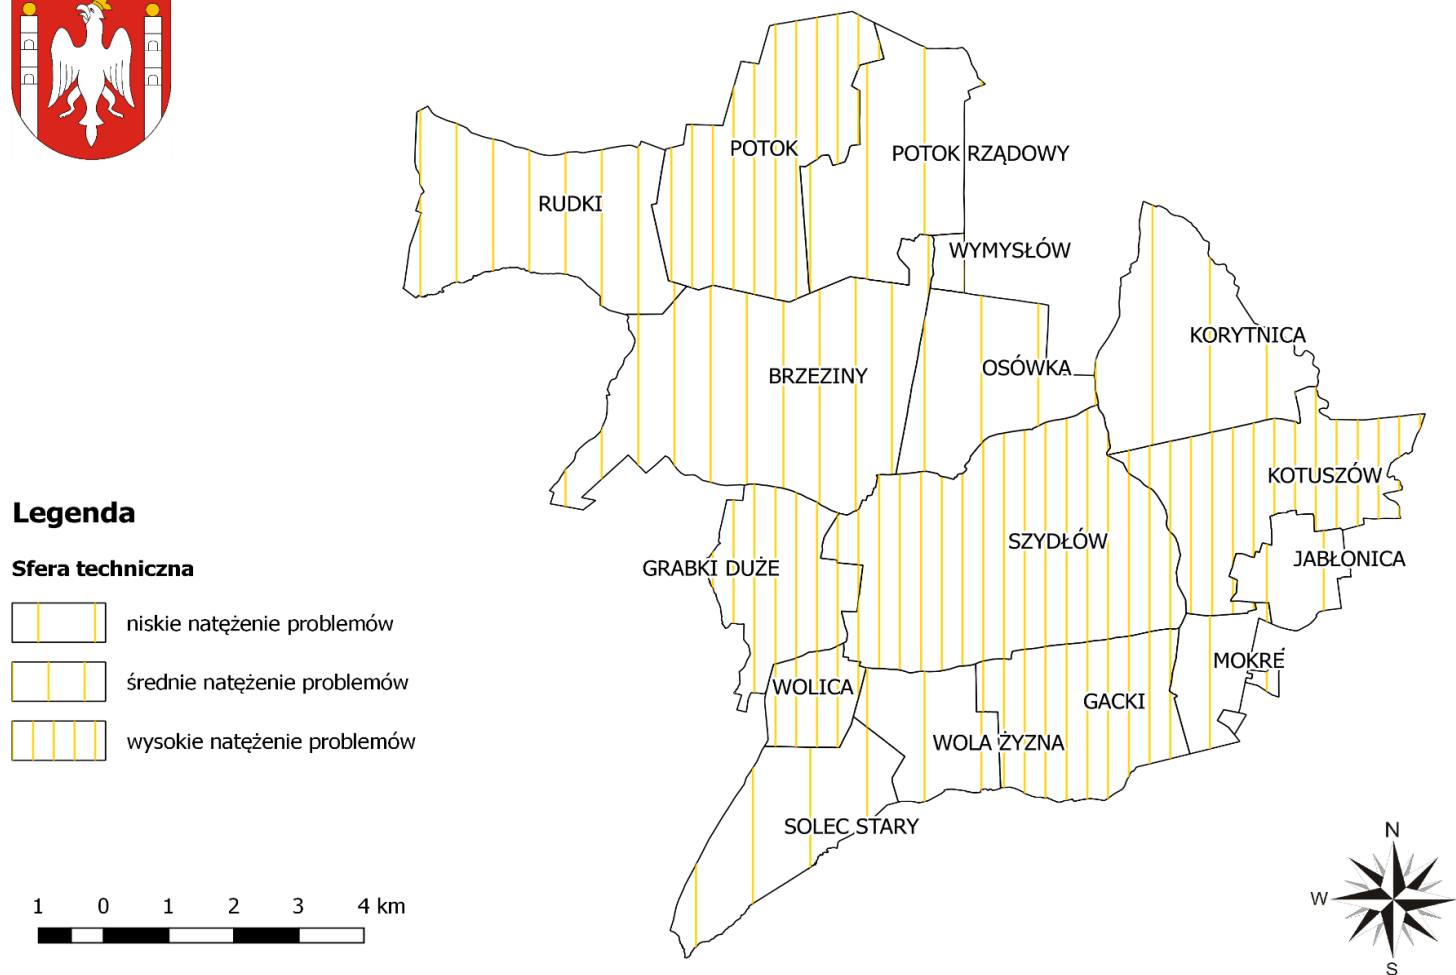 POTOK
POTOK RZĄDOWY
RUDKI
WYMYSŁÓW
KORYTNICA
OSÓWKA
BRZEZINY
KOTUSZÓW
SZYDŁÓW
JABŁONICA
GRABKI DUŻE
MOKRE
WOLICA
GACKI
WOLA ŻYZNA
SOLEC STARY
Legenda
Sfera techniczna
niskie natężenie problemów
średnie natężenie problemów
wysokie natężenie problemów
1 0 1 2 3 4 km
N
W
S